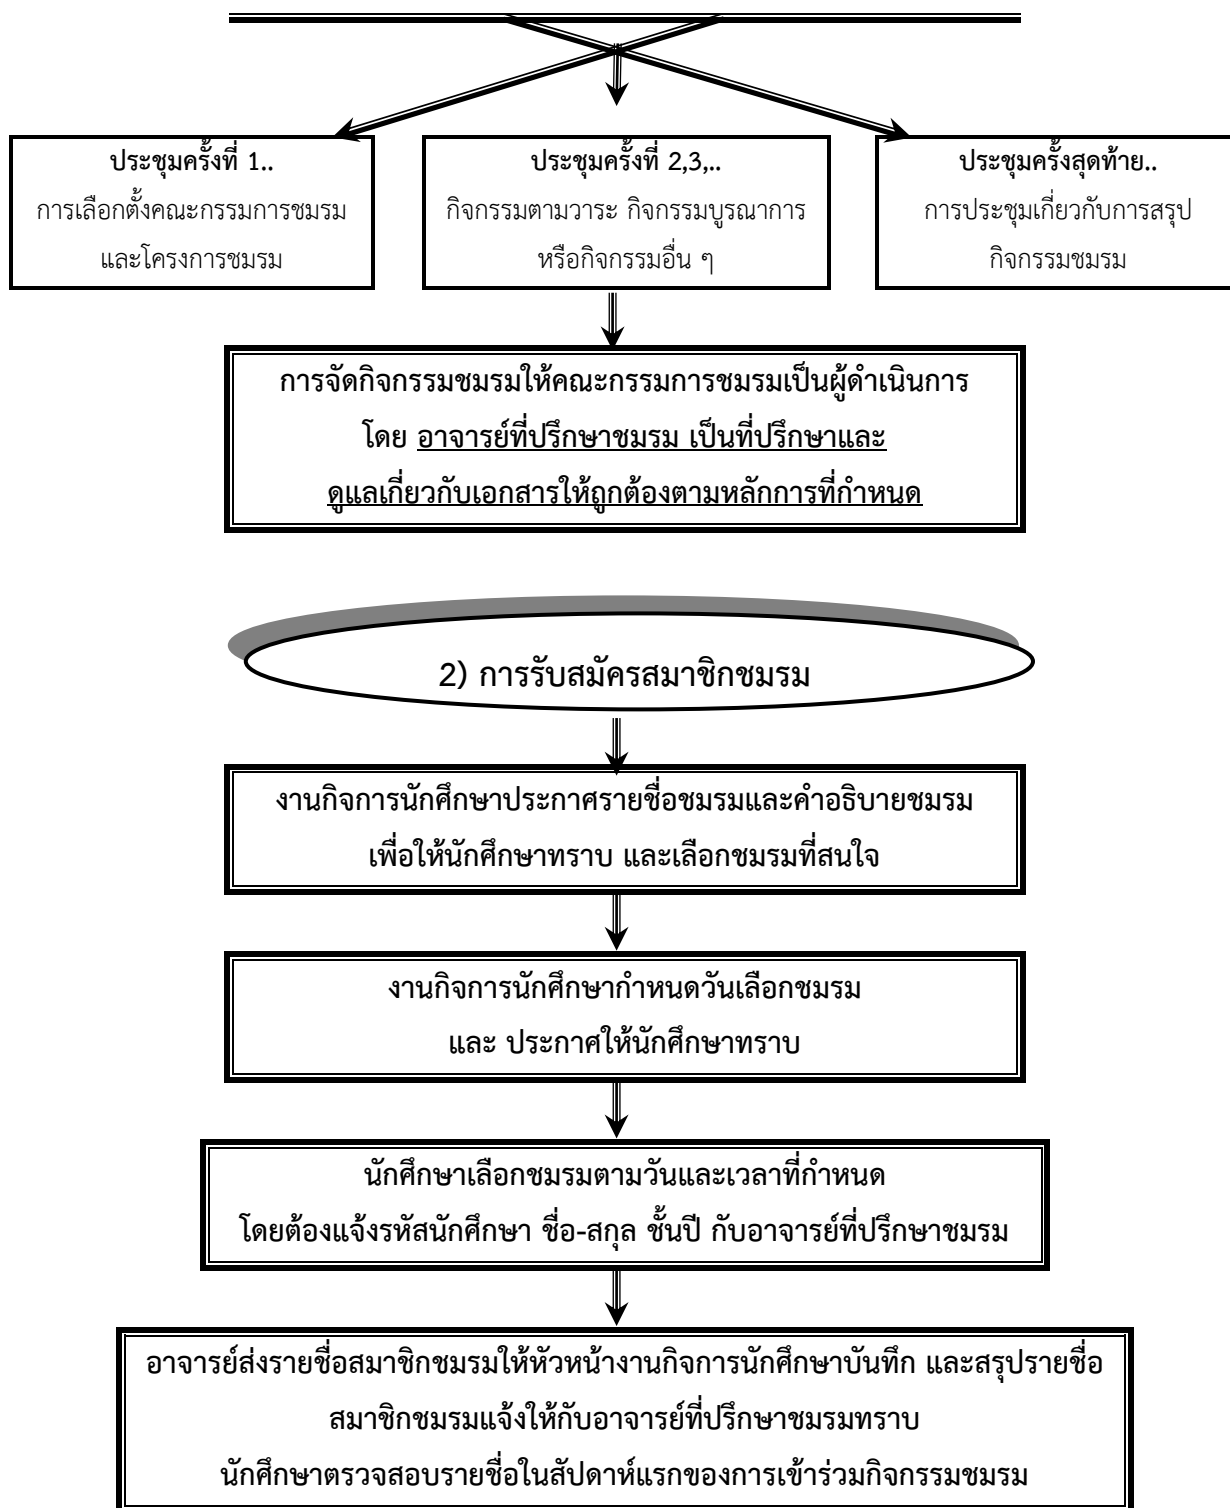 ประชุมครั้งที่ 1..
การเลือกตั้งคณะกรรมการชมรม
และโครงการชมรม
ประชุมครั้งที่ 2,3,..
กิจกรรมตามวาระ กิจกรรมบูรณาการ
หรือกิจกรรมอื่น ๆ
ประชุมครั้งสุดท้าย..
การประชุมเกี่ยวกับการสรุป
กิจกรรมชมรม
การจัดกิจกรรมชมรมให้คณะกรรมการชมรมเป็นผู้ดำเนินการ
โดย อาจารย์ที่ปรึกษาชมรม เป็นที่ปรึกษาและ
ดูแลเกี่ยวกับเอกสารให้ถูกต้องตามหลักการที่กำหนด
2) การรับสมัครสมาชิกชมรม
งานกิจการนักศึกษาประกาศรายชื่อชมรมและคำอธิบายชมรม
เพื่อให้นักศึกษาทราบ และเลือกชมรมที่สนใจ
งานกิจการนักศึกษากำหนดวันเลือกชมรม
และ ประกาศให้นักศึกษาทราบ
นักศึกษาเลือกชมรมตามวันและเวลาที่กำหนด
โดยต้องแจ้งรหัสนักศึกษา ชื่อ-สกุล ชั้นปี กับอาจารย์ที่ปรึกษาชมรม
อาจารย์ส่งรายชื่อสมาชิกชมรมให้หัวหน้างานกิจการนักศึกษาบันทึก และสรุปรายชื่อ
สมาชิกชมรมแจ้งให้กับอาจารย์ที่ปรึกษาชมรมทราบ
นักศึกษาตรวจสอบรายชื่อในสัปดาห์แรกของการเข้าร่วมกิจกรรมชมรม